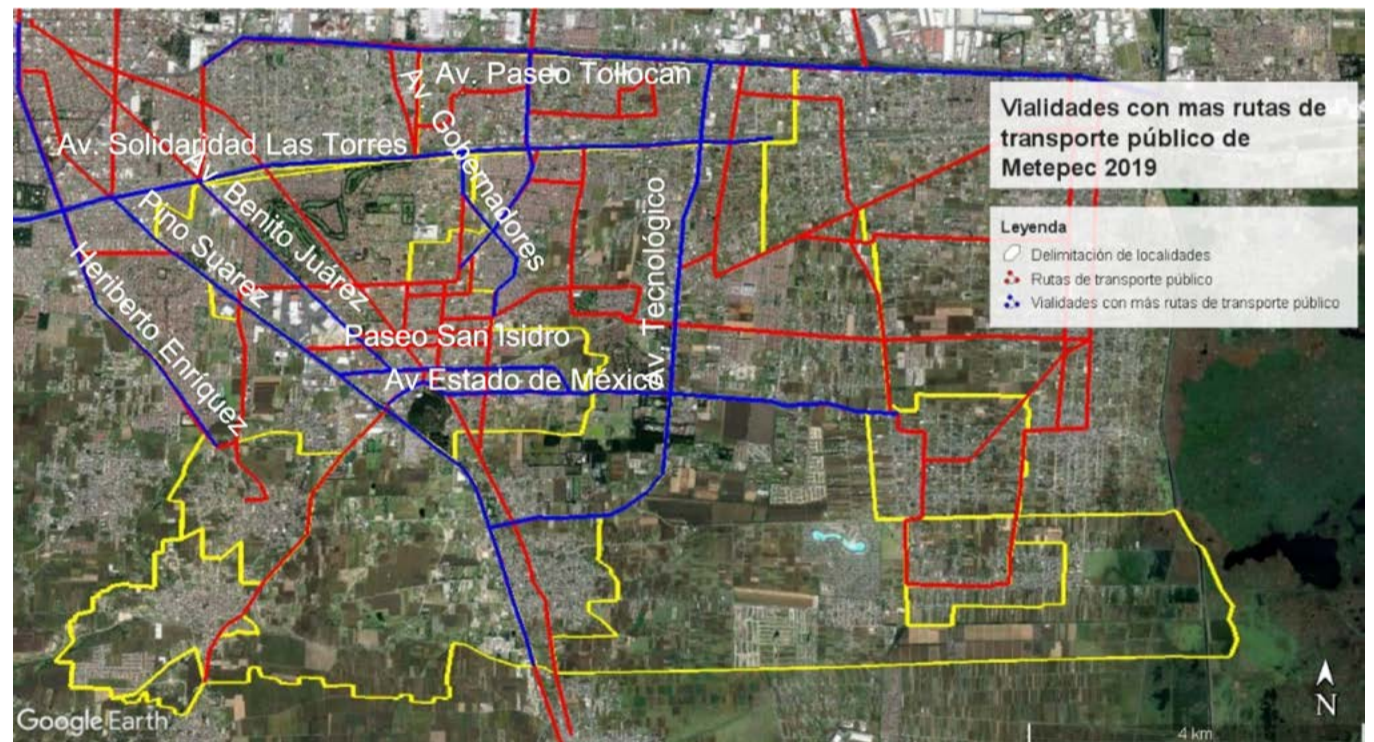 Av. Paseo Tollocan
Av. Gobernadores
Av. Solidaridad Las Torres
Av. Benito Juárez
Pino Suarez
Heriberto Enríquez
Paseo San Isidro
Av Estado de México
Av. Tecnológico
Vialidades con mas rutas de
transporte público de
Metepec 2019
Leyenda
Delimitación de localidades
Rutas de transporte público
Vialidades con más rutas de transporte público
Google Earth
N
4 km